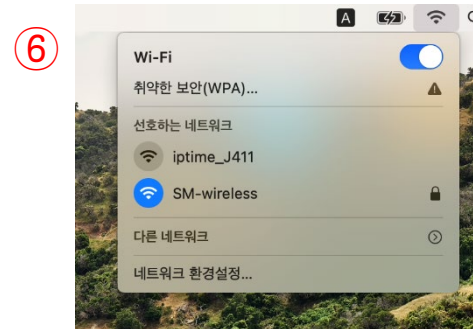 ⑥
A
Wi-Fi
취약한 보안(WPA)...
선호하는 네트워크
iptime_J411
SM-wireless
다른 네트워크
네트워크 환경설정...